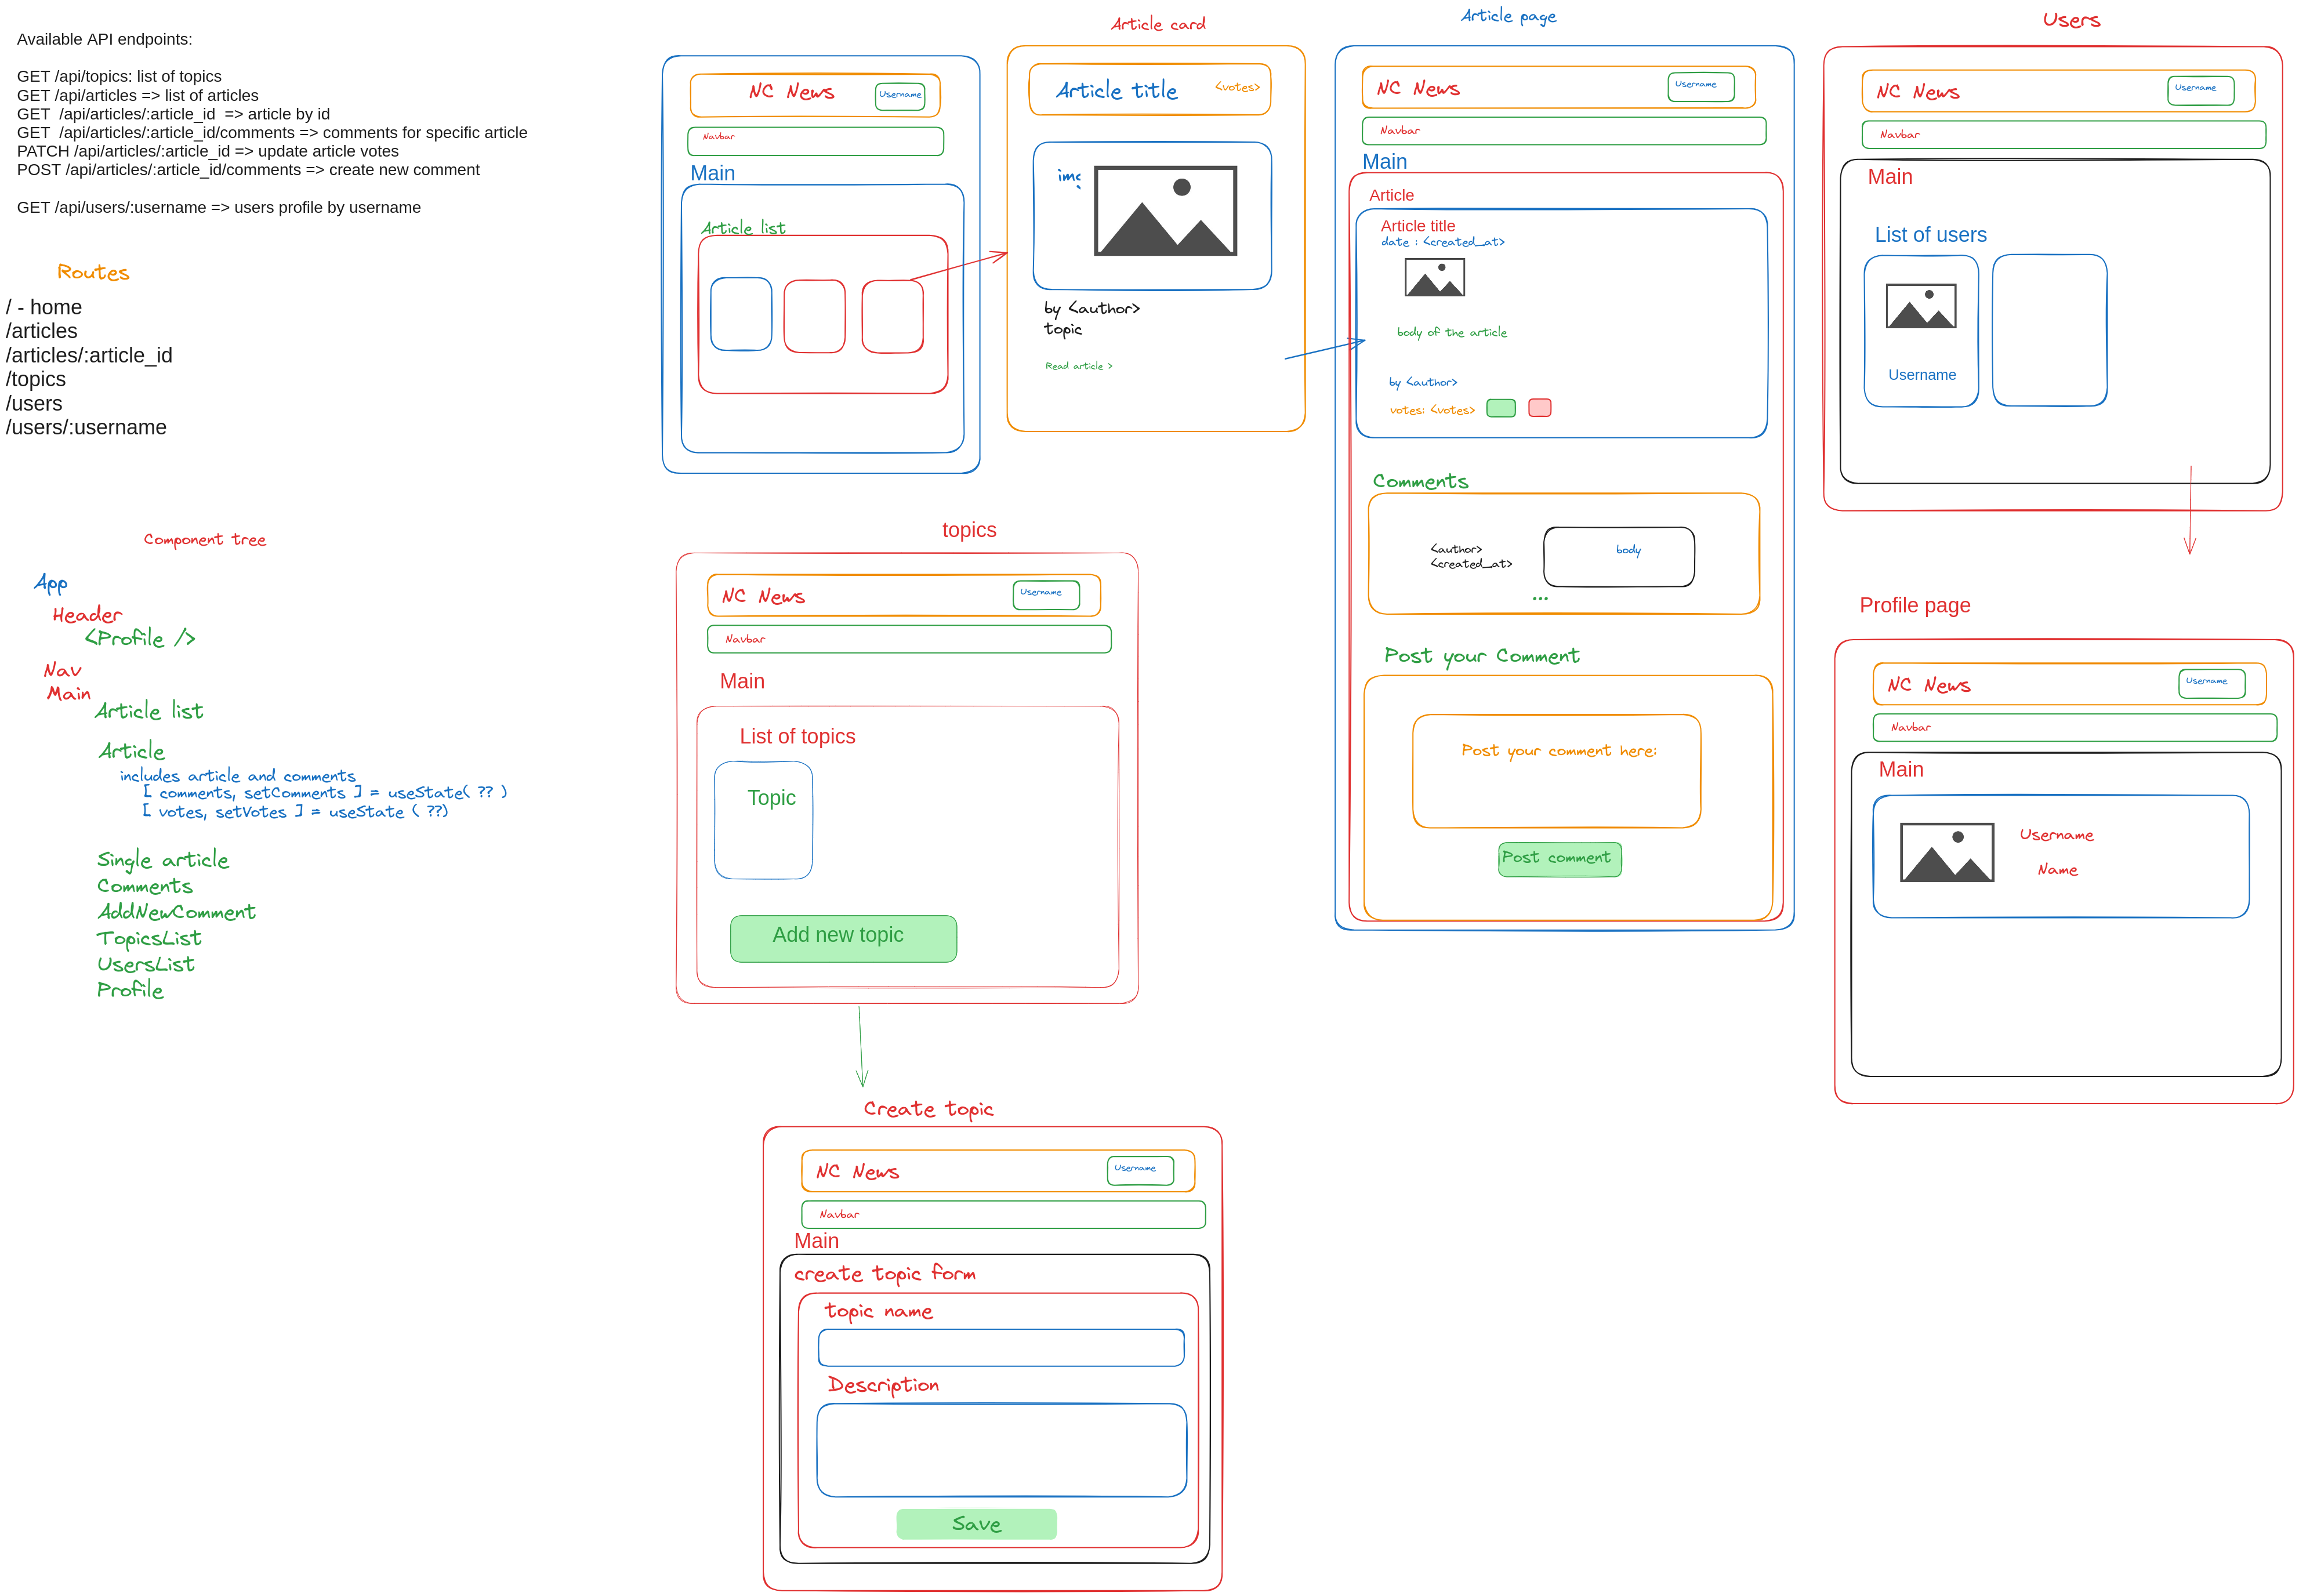 Available API endpoints:
GET /api/topics: list of topics
GET /api/articles => list of articles
GET /api/articles/:article_id  => article by id
GET  /api/articles/:article_id/comments => comments for specific article
PATCH /api/articles/:article_id => update article votes
POST /api/articles/:article_id/comments => create new comment
GET /api/users/:username => users profile by username
Routes
/ - home
/articles
/articles/:article_id
/topics
/users
/users/:username
Component tree
App
Header
<Profile />
Nav
Main
Article list
Article
includes article and comments
[ comments, setComments ] = useState( ?? )
[ votes, setVotes ] = useState ( ??)
Single article
Comments
AddNewComment
TopicsList
UsersList
Profile
NC News
Username
Navbar
Main
Article list
Article card
Article title
<votes>
img
by <author>
topic
Read article >
Article page
NC News
Username
Navbar
Main
Article
Article title
date : <created_at>
body of the article
by <author>
votes: <votes>
Comments
<author>
<created_at>
body
...
Post your Comment
Post your comment here:
Post comment
Users
NC News
Username
Navbar
Main
List of users
Username
Profile page
NC News
Username
Navbar
Main
Username
Name
topics
NC News
Username
Navbar
Main
List of topics
Topic
Add new topic
Create topic
NC News
Username
Navbar
Main
create topic form
topic name
Description
Save